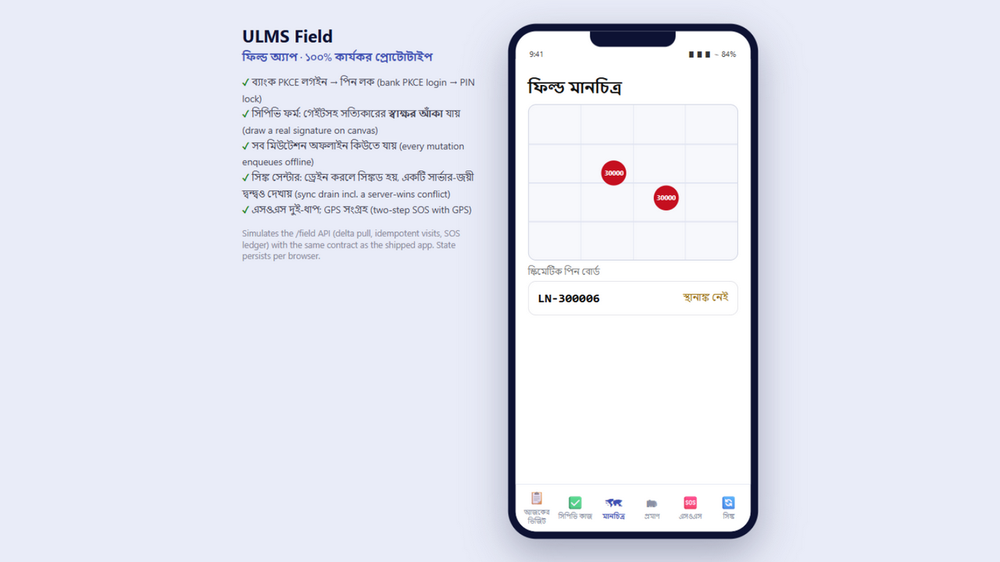 ULMS Field
ফিল্ড অ্যাপ · ১০০% কার্যকর প্রোটোটাইপ
✓ ব্যাংক PKCE লগইন → পিন লক (bank PKCE login → PIN
lock)
✓ সিপিভি ফর্ম: গেইটসহ সত্যিকারের স্বাক্ষর আঁকা যায়
(draw a real signature on canvas)
✓ সব মিউটেশন অফলাইন কিউতে যায় (every mutation
enqueues offline)
✓ সিঙ্ক সেন্টার: ড্রেইন করলে সিঙ্কড হয়, একটি সার্ভার-জয়ী
দ্বন্দ্বও দেখায় (sync drain incl. a server-wins conflict)
✓ এসওএস দুই-ধাপ; GPS সংগ্রহ (two-step SOS with GPS)
Simulates the /field API (delta pull, idempotent visits, SOS
ledger) with the same contract as the shipped app. State
persists per browser.
9:41
~ 84%
ফিল্ড মানচিত্র
30000
30000
স্কিমেটিক পিন বোর্ড
LN-300006 স্থানাঙ্ক নেই
আজকের
ভিজিট
সিপিভি কাজ
মানচিত্র
প্রমাণ
SOS
এসওএস
সিঙ্ক